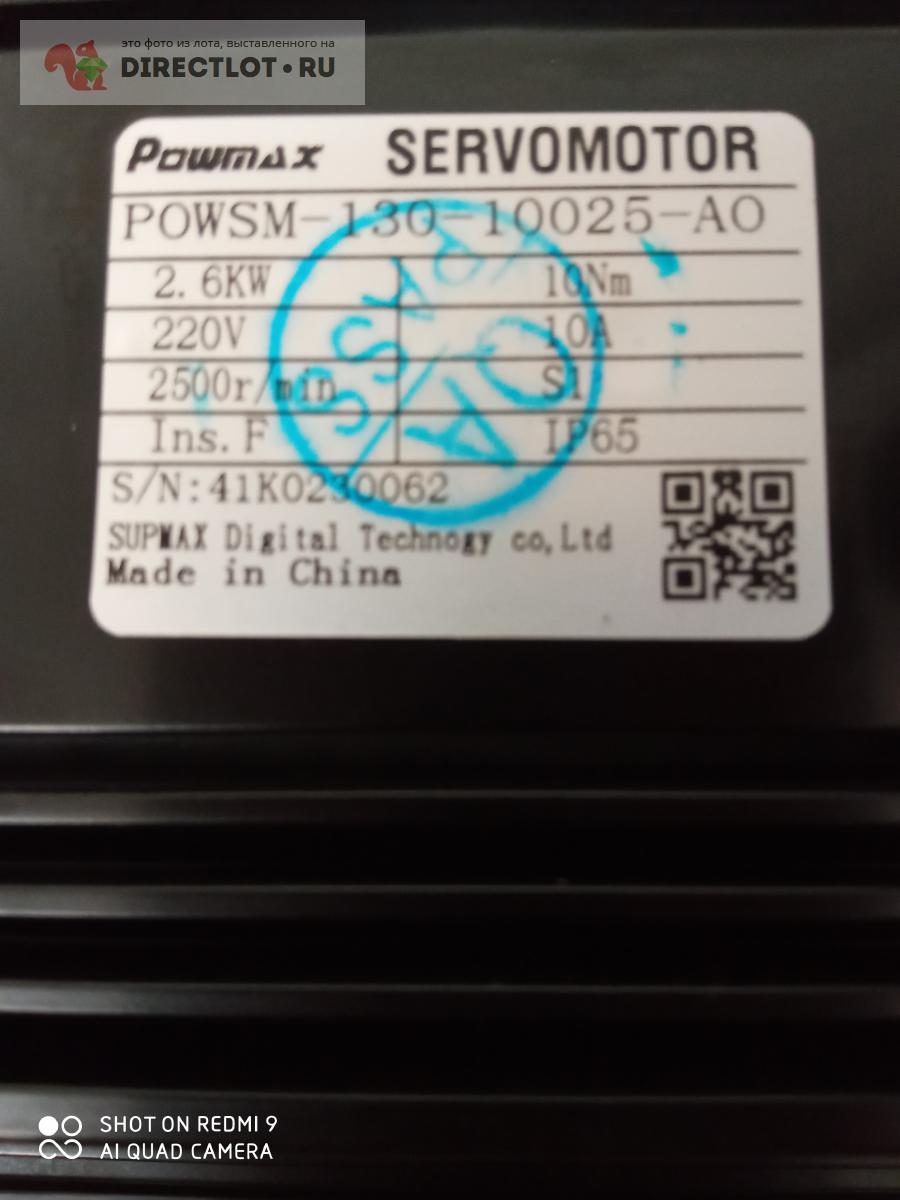 это фото из лота, выставленного на
DIRECTLOT•RU
Powmax SERVOMOTOR
POWSM-130-10025-AO
2.6KW 10Nm
220V 10A
2500r/min S1
Ins.F IP65
PASS
QA
S/N:41K0230062
SUPMAX Digital Technogy co,Ltd
Made in China
SHOT ON REDMI 9
AI QUAD CAMERA